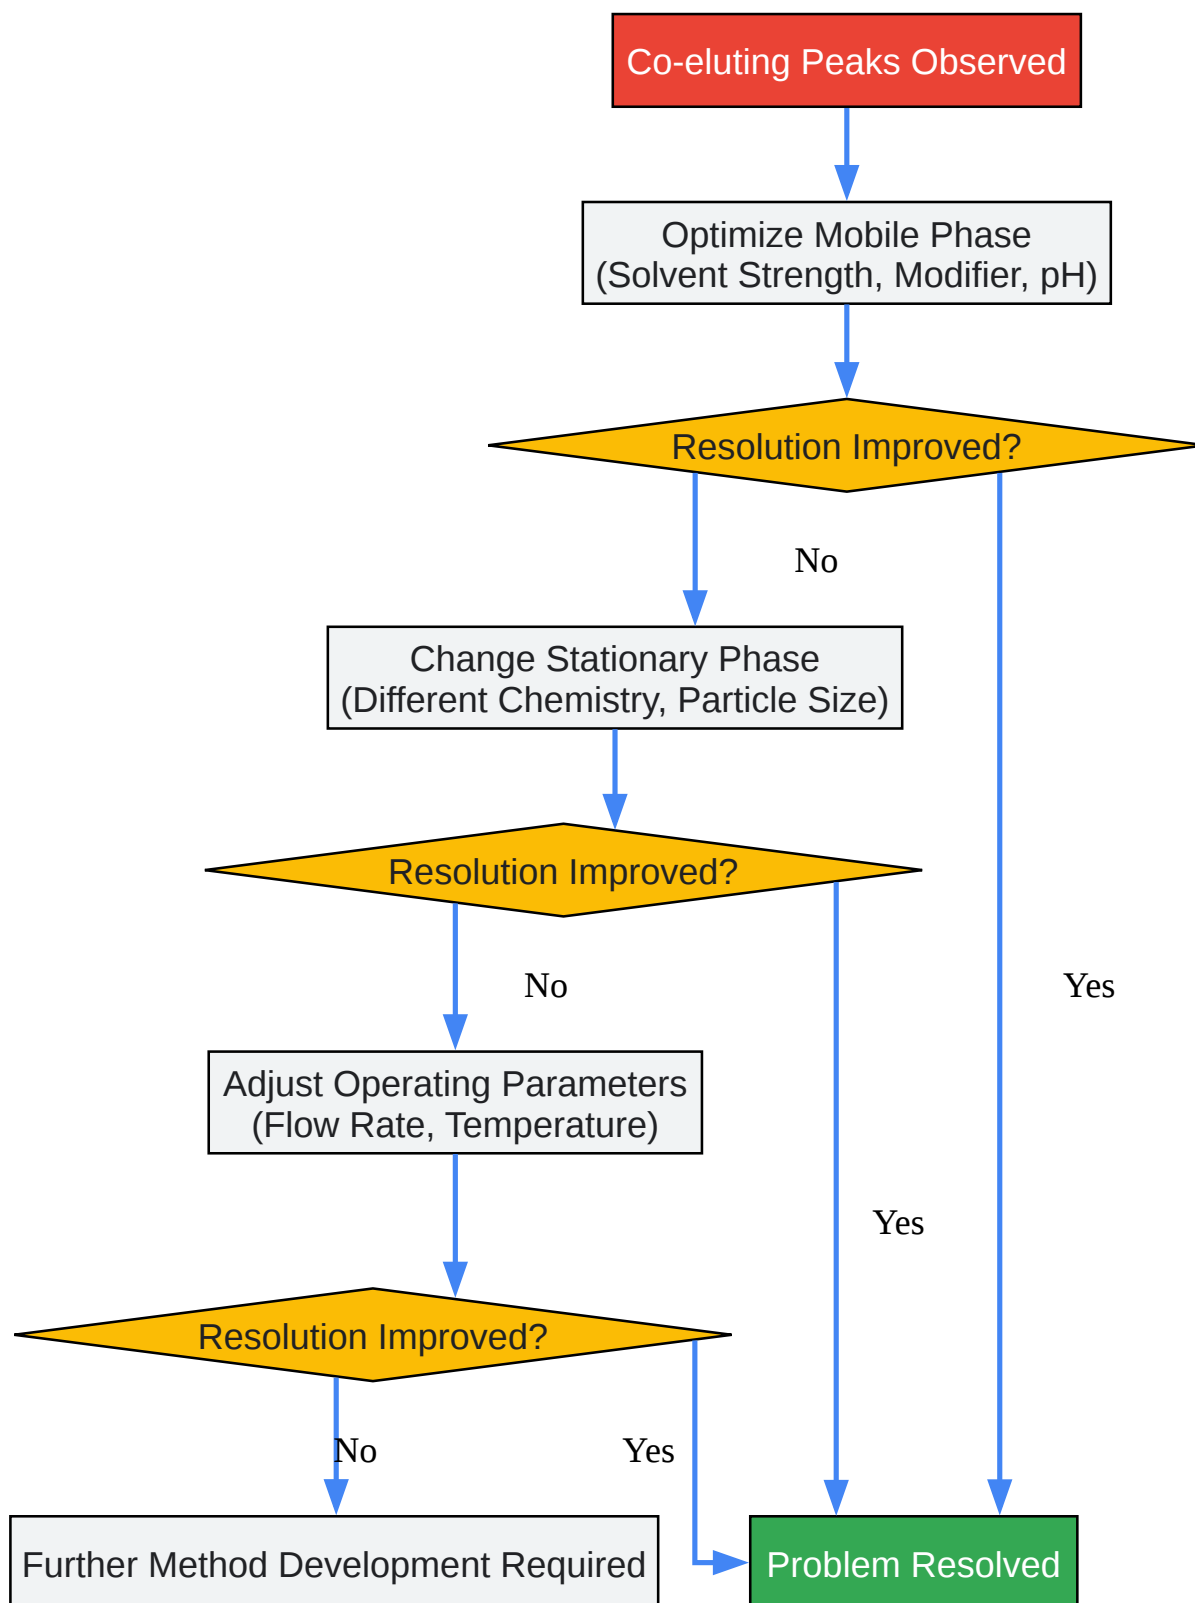 Co-eluting Peaks Observed
Optimize Mobile Phase
(Solvent Strength, Modifier, pH)
Resolution Improved?
No
Change Stationary Phase
(Different Chemistry, Particle Size)
Resolution Improved?
No
Yes
Adjust Operating Parameters
(Flow Rate, Temperature)
Yes
Resolution Improved?
No
Yes
Further Method Development Required
Problem Resolved